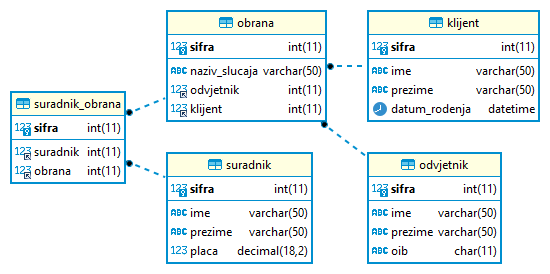 obrana
123 sifra int(11)
ABC naziv_slucaja varchar(50)
123 odvjetnik int(11)
123 klijent int(11)
klijent
123 sifra int(11)
ABC ime varchar(50)
ABC prezime varchar(50)
datum_rodenja datetime
suradnik_obrana
123 sifra int(11)
123 suradnik int(11)
123 obrana int(11)
suradnik
123 sifra int(11)
ABC ime varchar(50)
ABC prezime varchar(50)
123 placa decimal(18,2)
odvjetnik
123 sifra int(11)
ABC ime varchar(50)
ABC prezime varchar(50)
ABC oib char(11)